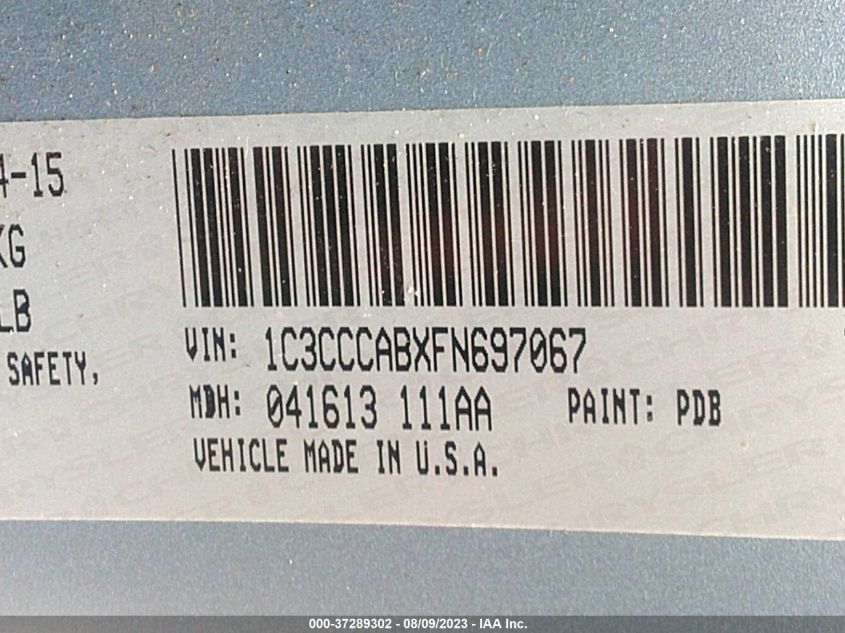 4-15
KG
LB
SAFETY,
VIN: 1C3CCCABXFN697067
MDH: 041613 111AA PAINT: PDB
VEHICLE MADE IN U.S.A.
000-37289302 - 08/09/2023 - IAA Inc.